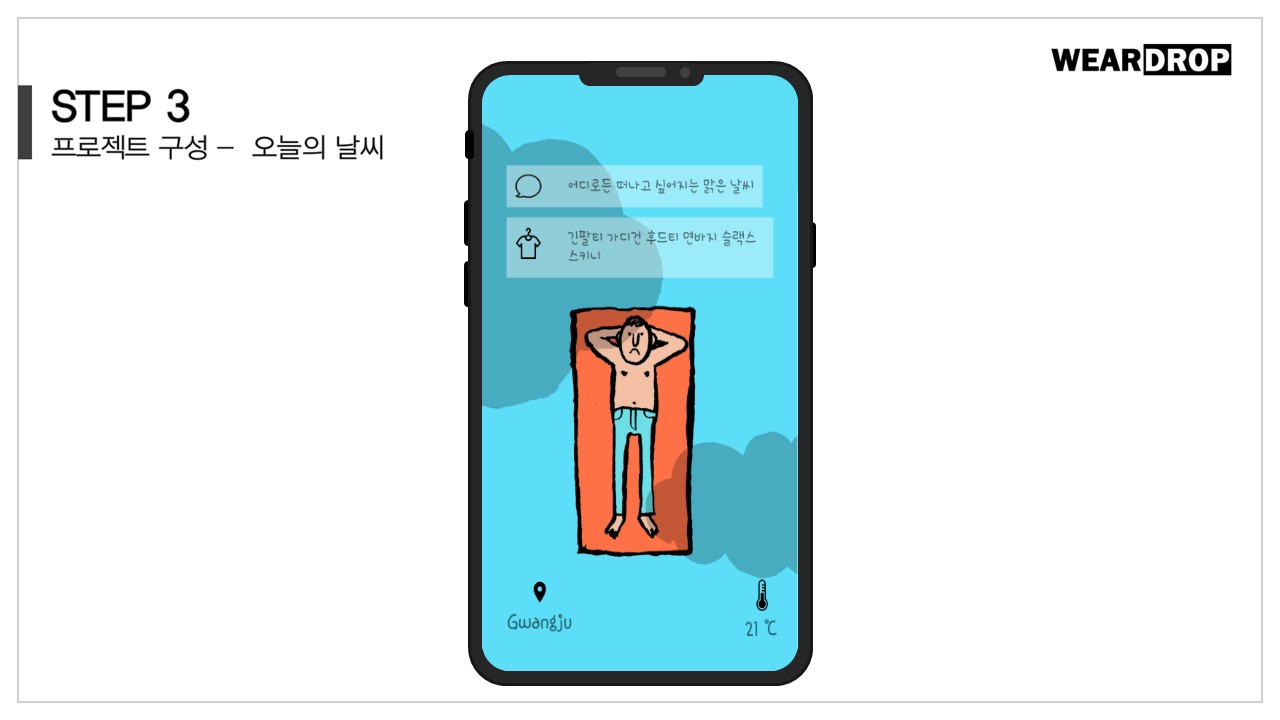 WEARDROP
STEP 3
프로젝트 구성 – 오늘의 날씨
어디로든 떠나고 싶어지는 맑은 날씨
긴팔티 가디건 후드티 면바지 슬랙스
스키니
Gwangju
21 ℃